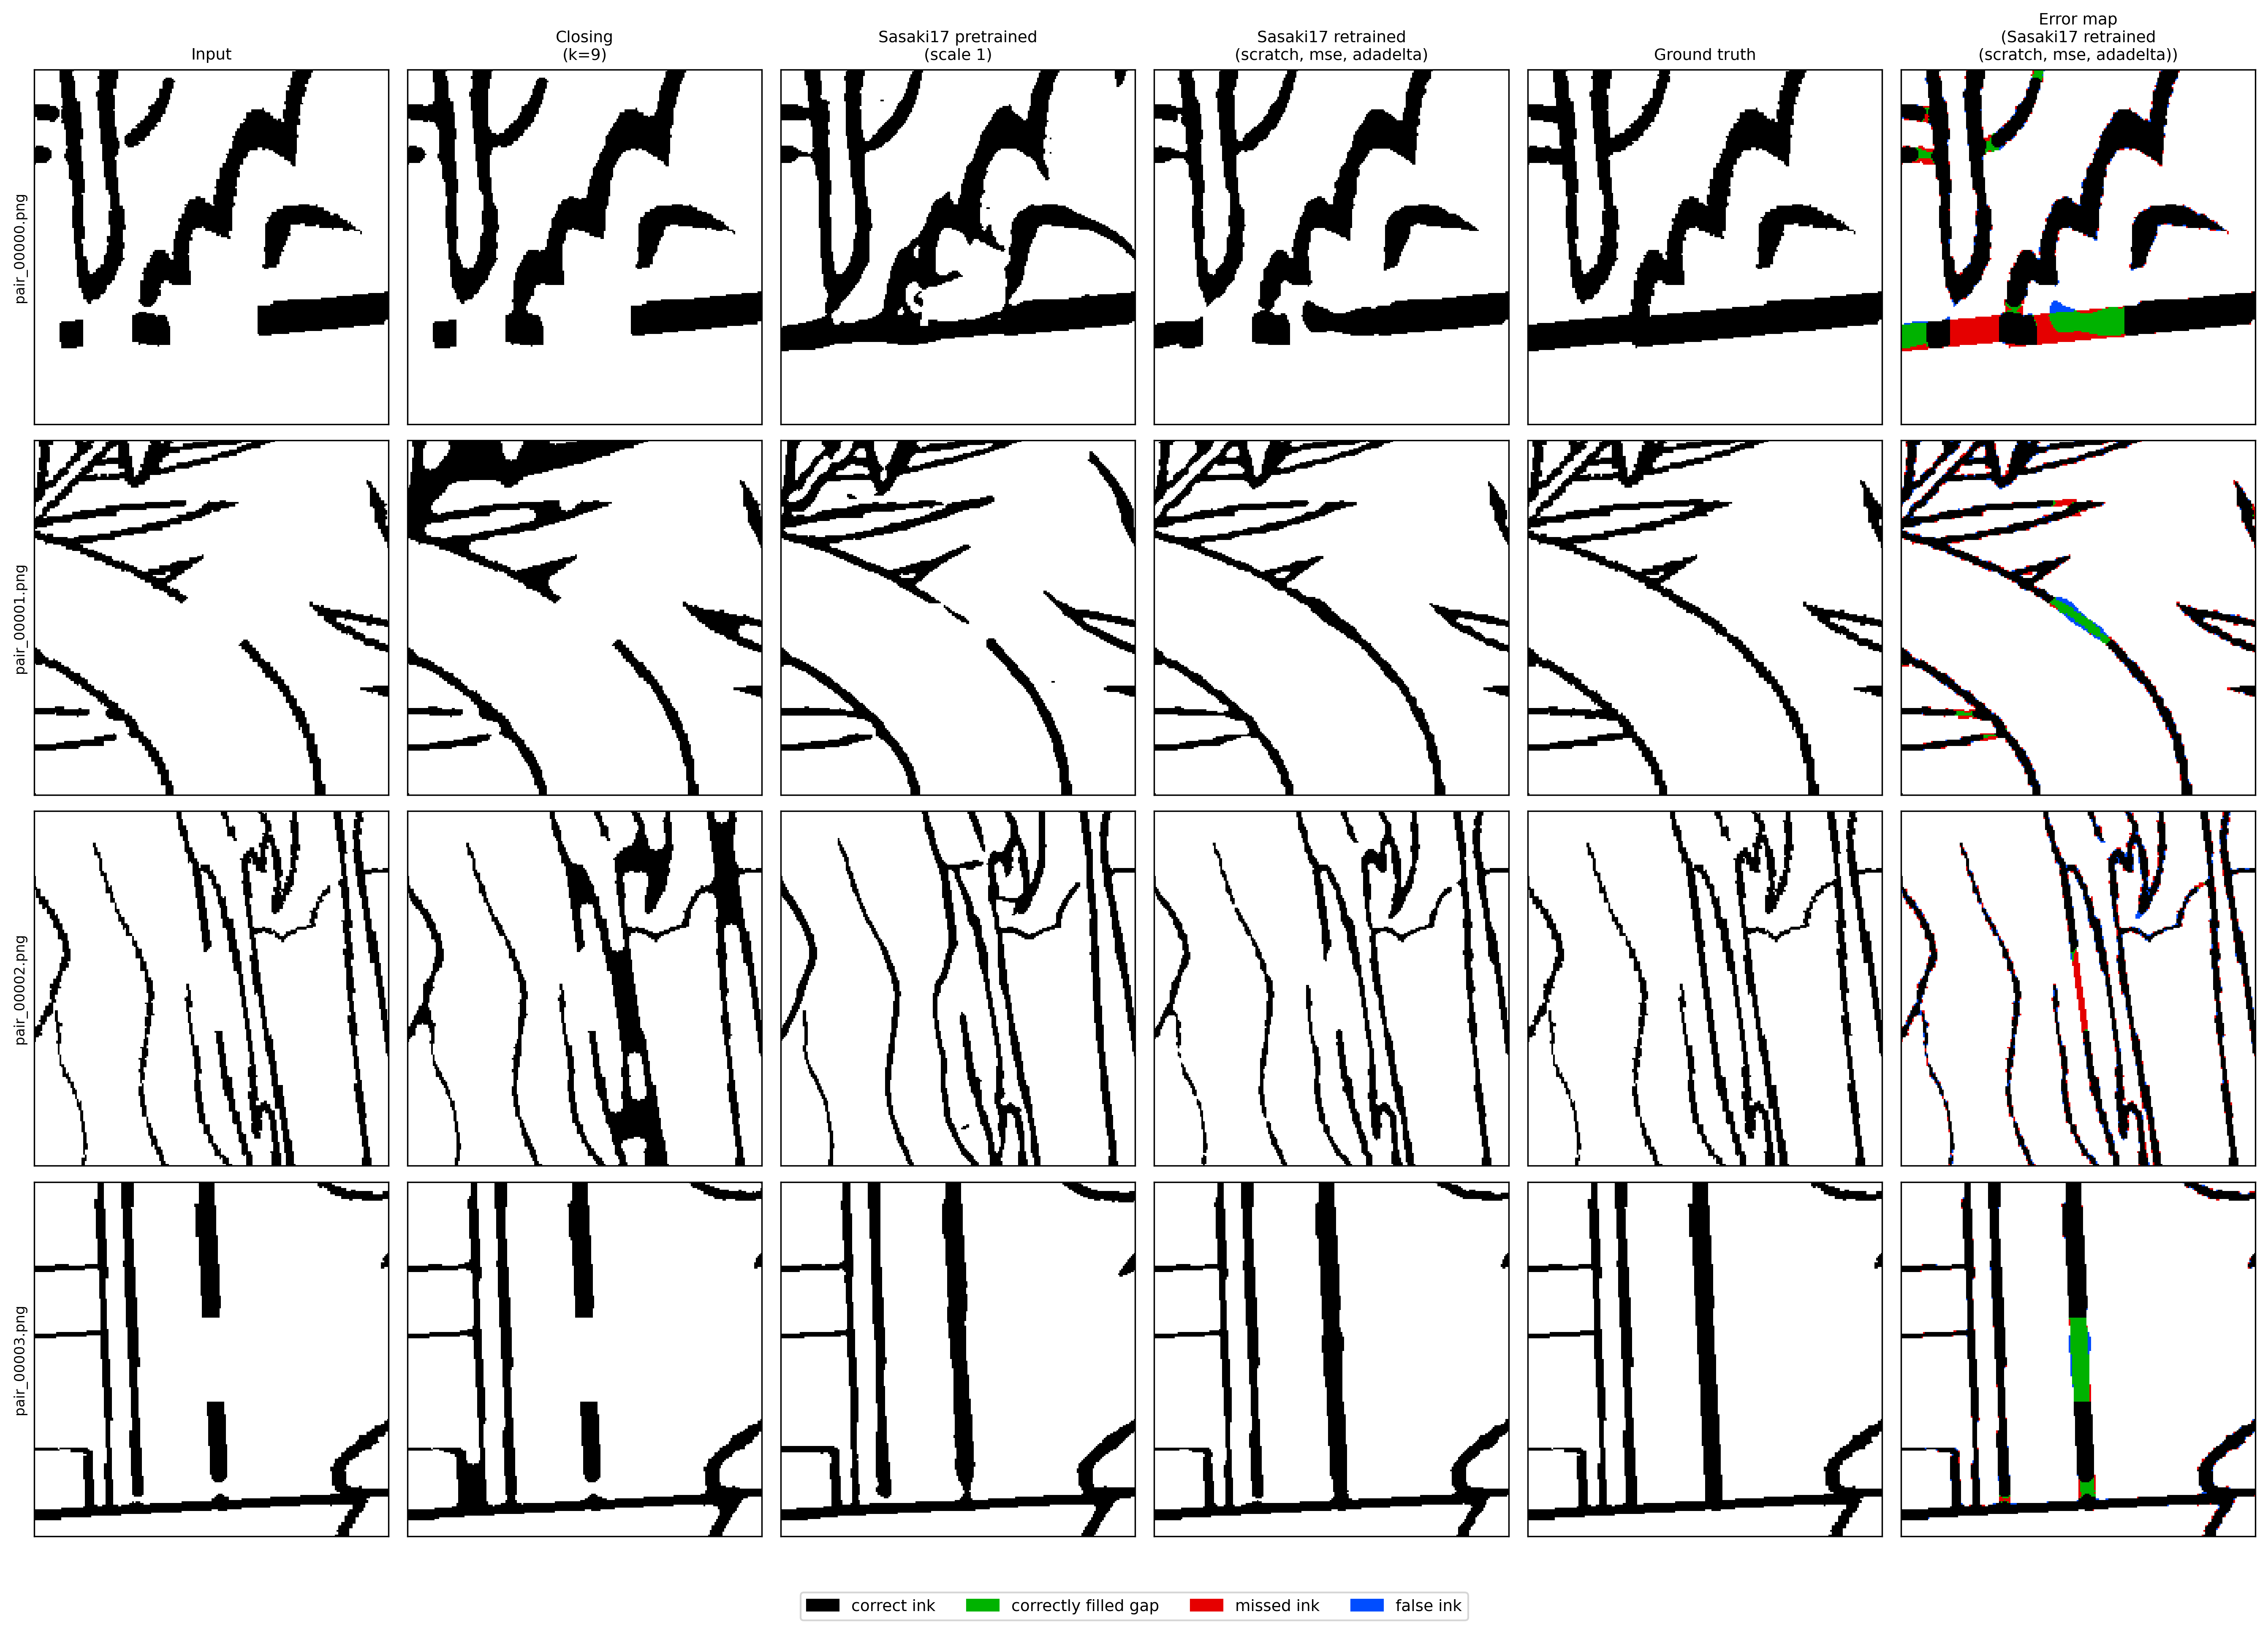 Input
Closing
(k=9)
Sasaki17 pretrained
(scale 1)
Sasaki17 retrained
(scratch, mse, adadelta)
Ground truth
Error map
(Sasaki17 retrained
(scratch, mse, adadelta))
pair_00000.png
pair_00001.png
pair_00002.png
pair_00003.png
correct ink
correctly filled gap
missed ink
false ink